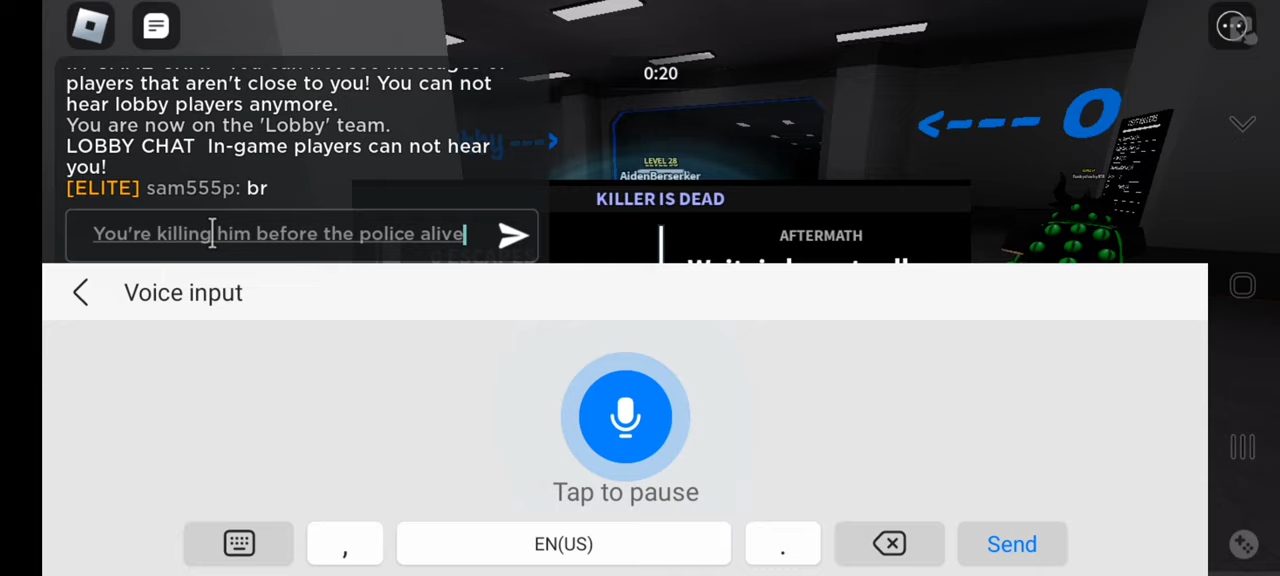 players that aren't close to you! You can not
hear lobby players anymore.
You are now on the 'Lobby' team.
LOBBY CHAT In-game players can not hear
you!
[ELITE] sam555p: br
You're killing him before the police alive
0:20
<---- O
LEVEL 28
AidenBerserker
KILLER IS DEAD
AFTERMATH
Voice input
Tap to pause
,
EN(US)
.
Send